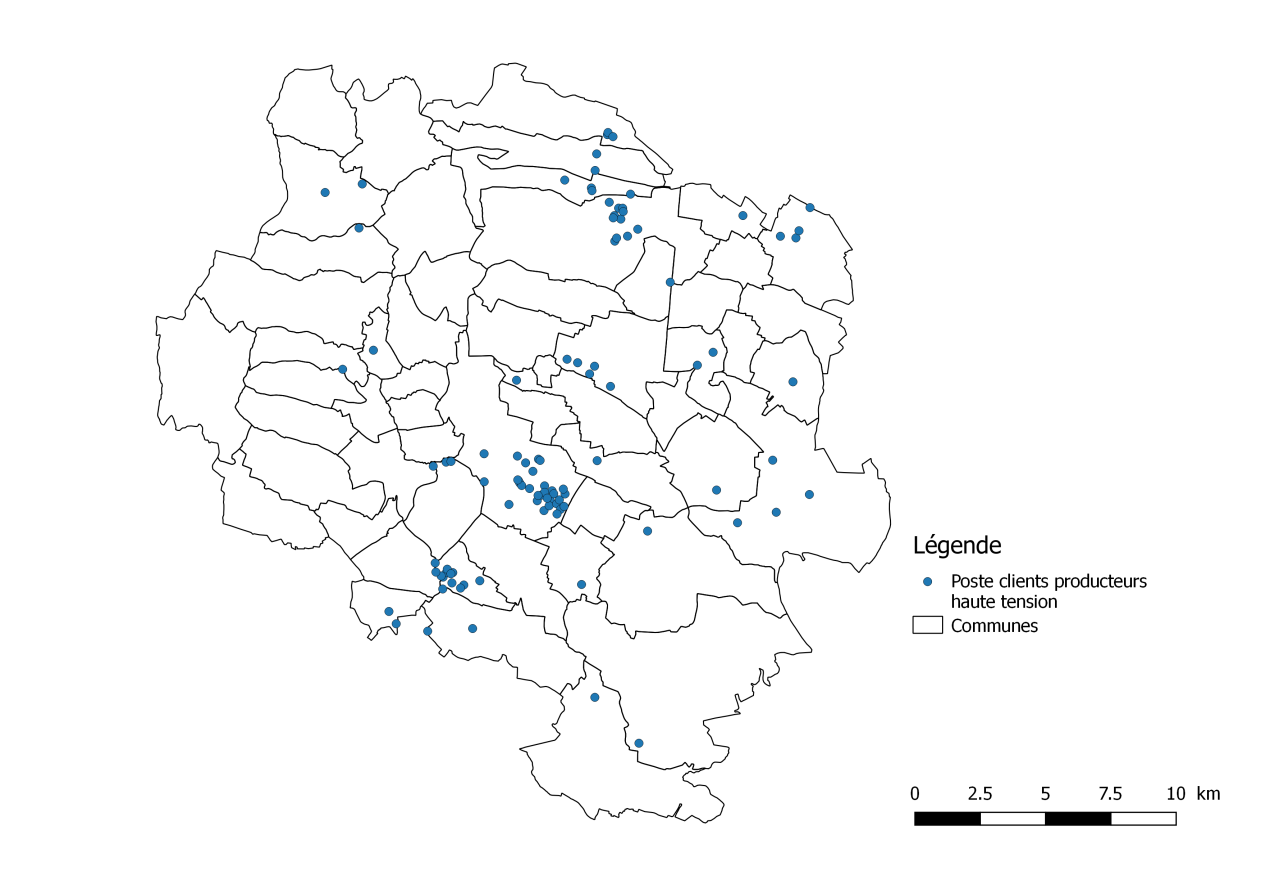 Légende
Poste clients producteurs
haute tension
Communes
0 2.5 5 7.5 10 km